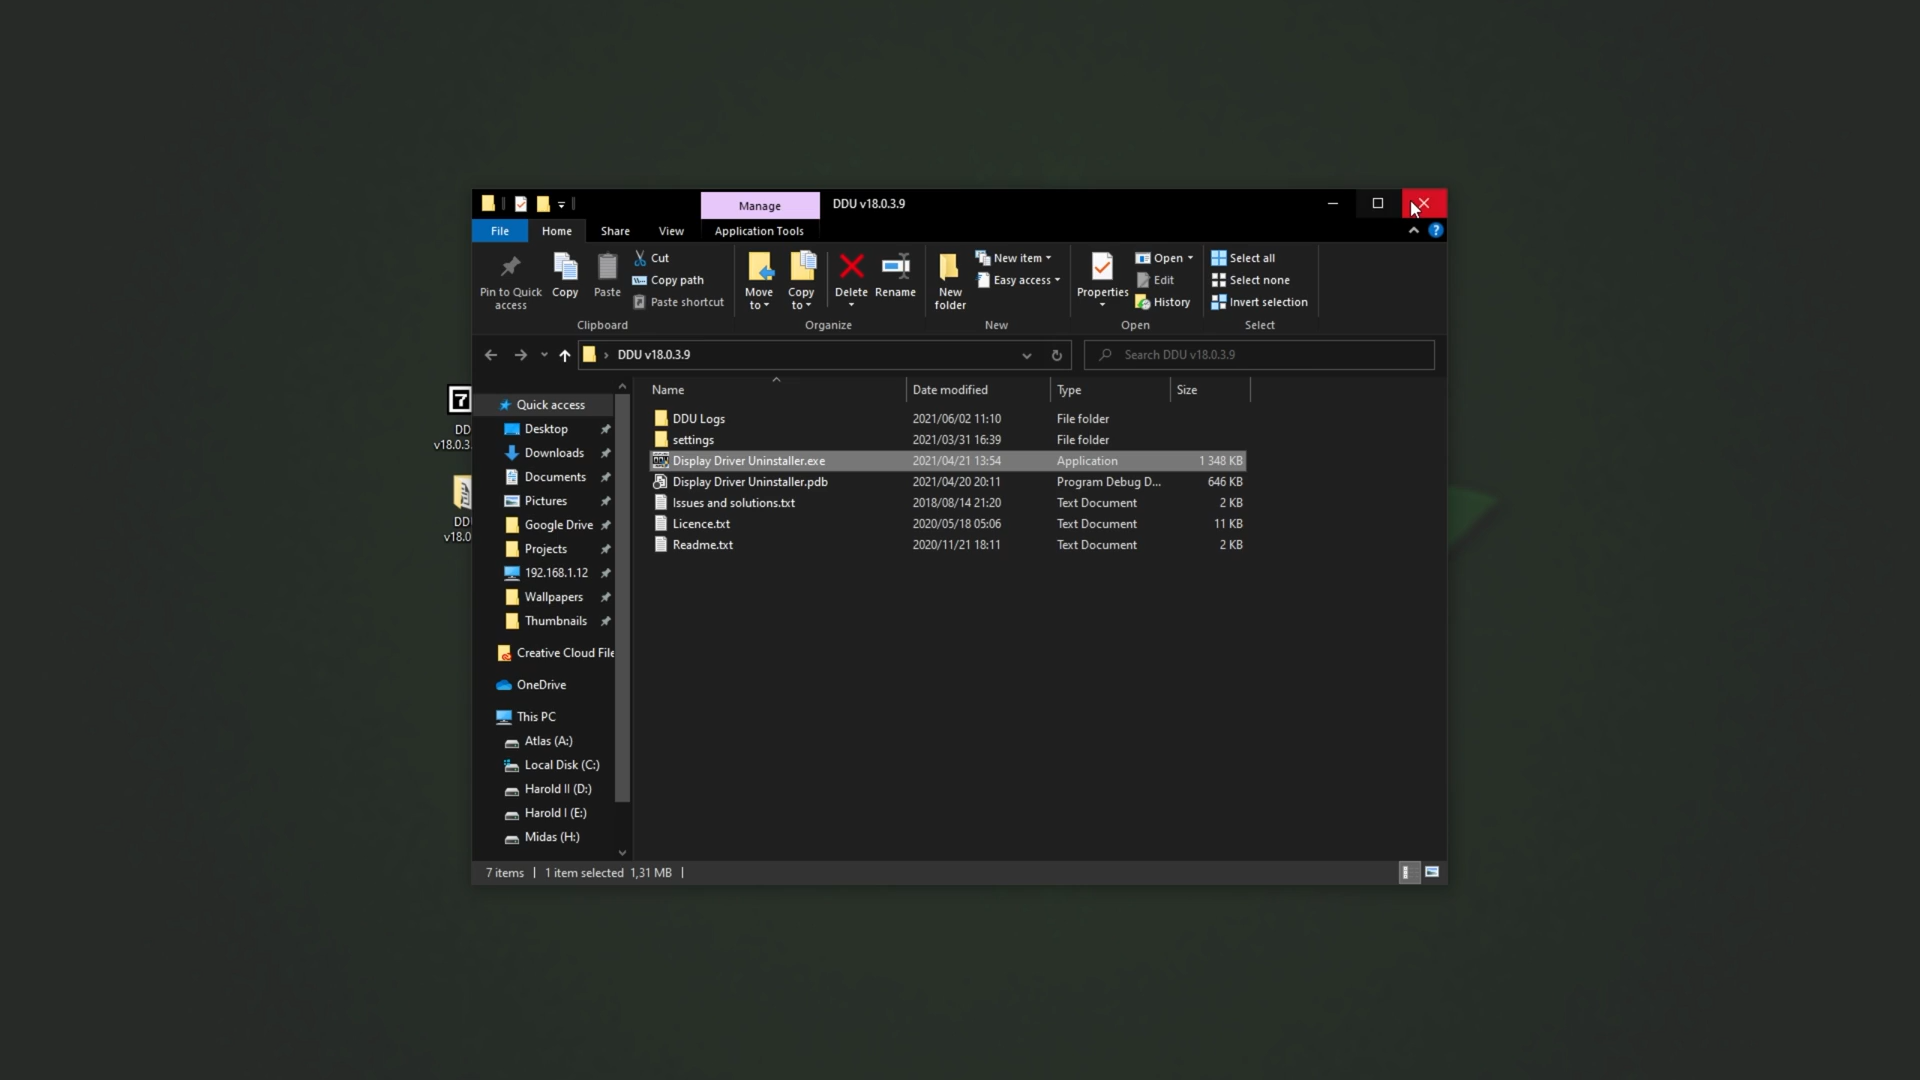 Manage
DDU v18.0.3.9
File
Home
Share
View
Application Tools
Pin to Quick access
Copy
Paste
Cut
Copy path
Paste shortcut
Move to
Copy to
Delete
Rename
New folder
New item
Easy access
Properties
Open
Edit
History
Select all
Select none
Invert selection
Clipboard
Organize
New
Open
Select
DDU v18.0.3.9
Search DDU v18.0.3.9
7
DD
v18.0.3.
DD
v18.0
Quick access
Desktop
Downloads
Documents
Pictures
Google Drive
Projects
192.168.1.12
Wallpapers
Thumbnails
Creative Cloud File
OneDrive
This PC
Atlas (A:)
Local Disk (C:)
Harold II (D:)
Harold I (E:)
Midas (H:)
Name Date modified Type Size
DDU Logs 2021/06/02 11:10 File folder
settings 2021/03/31 16:39 File folder
Display Driver Uninstaller.exe 2021/04/21 13:54 Application 1 348 KB
Display Driver Uninstaller.pdb 2021/04/20 20:11 Program Debug D... 646 KB
Issues and solutions.txt 2018/08/14 21:20 Text Document 2 KB
Licence.txt 2020/05/18 05:06 Text Document 11 KB
Readme.txt 2020/11/21 18:11 Text Document 2 KB
7 items 1 item selected 1,31 MB